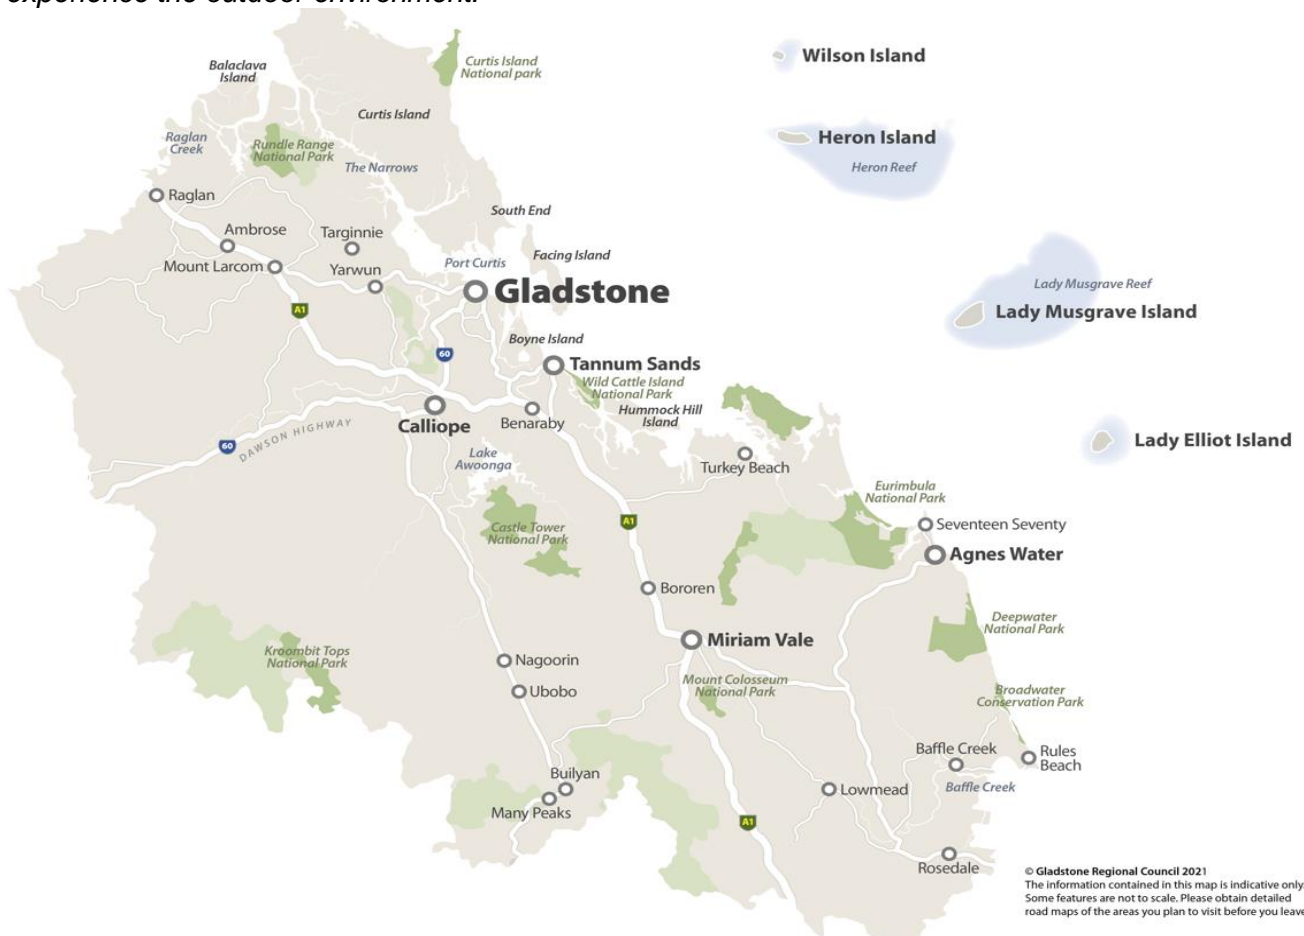 experience the outdoor environment.
Wilson Island
Balaclava
Island
Curtis Island
National park
Curtis Island
Heron Island
Heron Reef
Raglan
Creek
Rundle Range
National Park
The Narrows
Raglan
South End
Ambrose
Targinnie
Facing Island
Mount Larcom
Yarwun
Port Curtis
Gladstone
Lady Musgrave Reef
Lady Musgrave Island
A1
60
Boyne Island
Tannum Sands
Wild Cattle Island
National Park
Hummock Hill
Island
Calliope
Benaraby
60
DAWSON HIGHWAY
Lake
Awoonga
Turkey Beach
Lady Elliot Island
Eurimbula
National Park
Castle Tower
National Park
A1
Seventeen Seventy
Agnes Water
Bororen
Miriam Vale
Deepwater
National Park
Kroombit Tops
National Park
Nagoorin
Ubobo
Mount Colosseum
National Park
Broadwater
Conservation Park
Baffle Creek
Rules
Beach
Builyan
Many Peaks
Lowmead
Baffle Creek
A1
Rosedale
© Gladstone Regional Council 2021
The information contained in this map is indicative only.
Some features are not to scale. Please obtain detailed
road maps of the areas you plan to visit before you leave